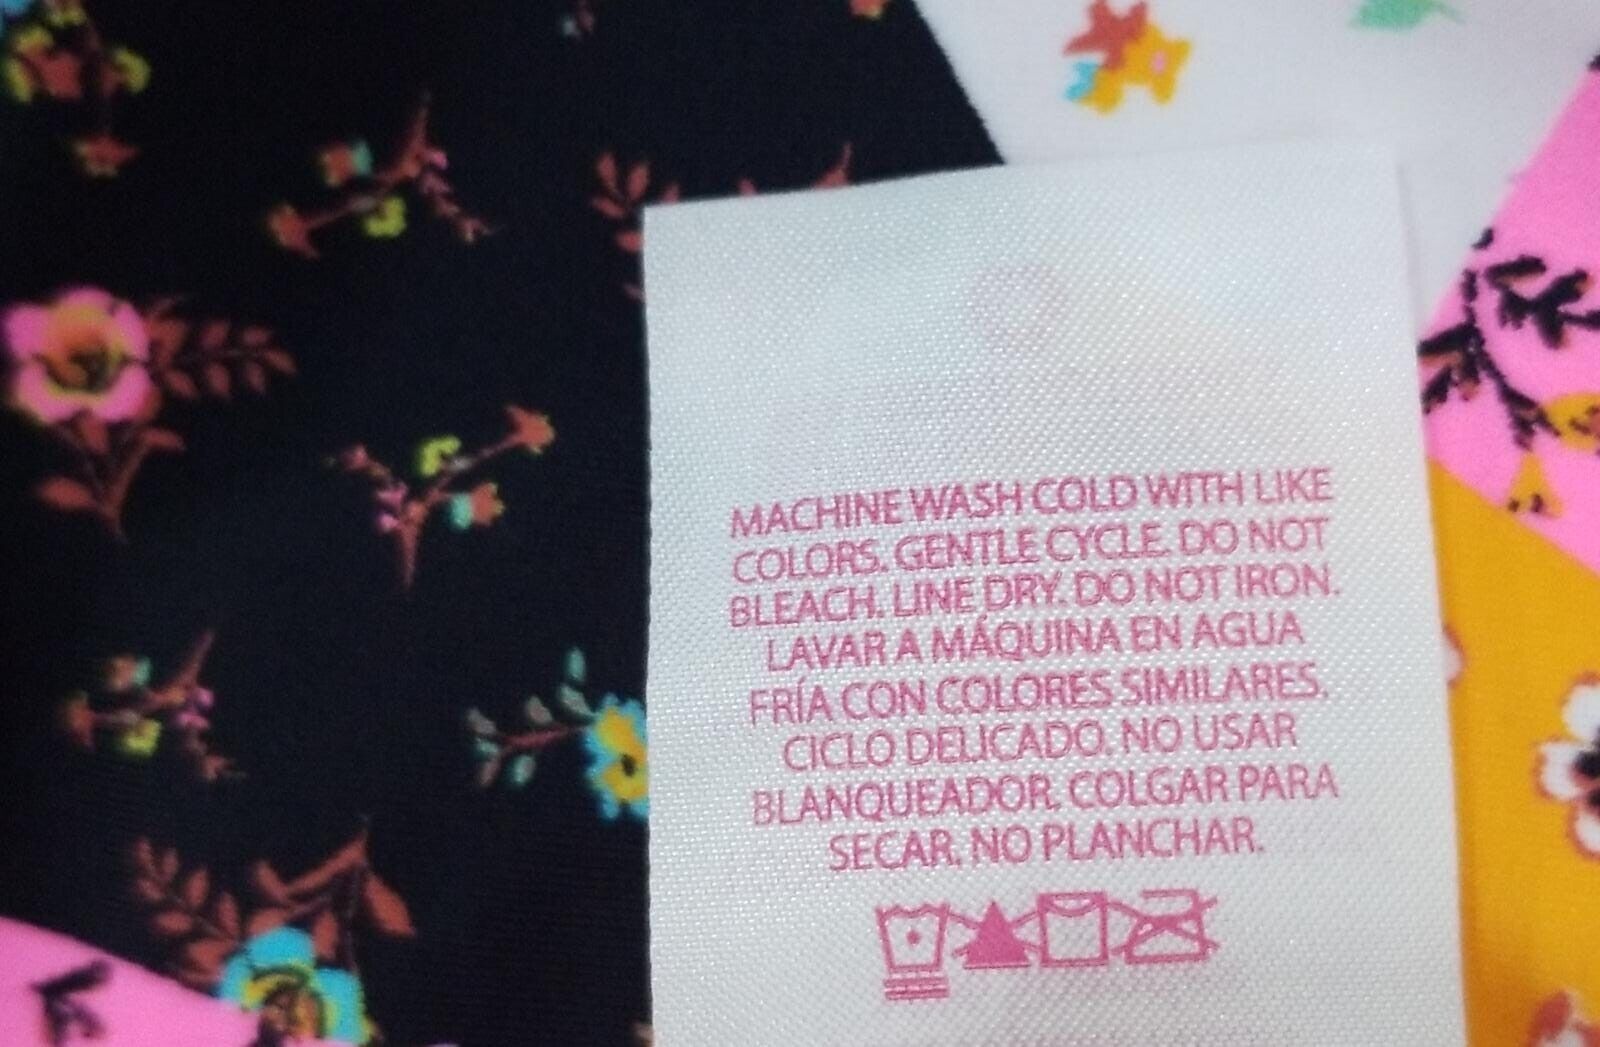 MACHINE WASH COLD WITH LIKE
COLORS. GENTLE CYCLE. DO NOT
BLEACH. LINE DRY. DO NOT IRON.
LAVAR A MÁQUINA EN AGUA
FRÍA CON COLORES SIMILARES.
CICLO DELICADO. NO USAR
BLANQUEADOR. COLGAR PARA
SECAR. NO PLANCHAR.